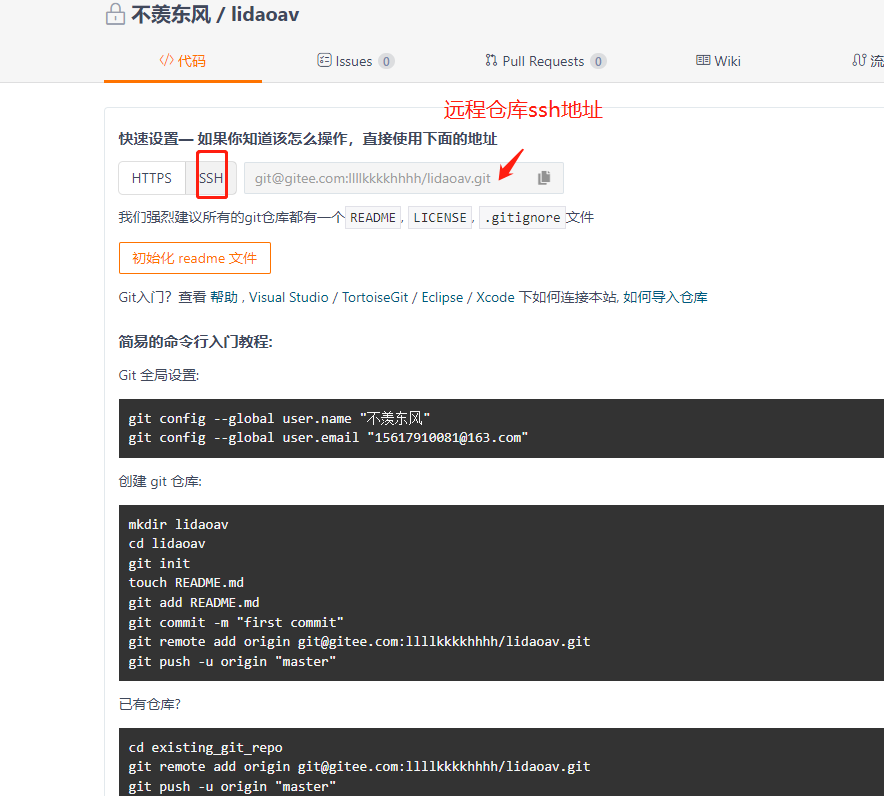 不羡东风 / lidaoav
代码 Issues 0 Pull Requests 0 Wiki 流
远程仓库ssh地址
快速设置— 如果你知道该怎么操作，直接使用下面的地址
HTTPS SSH git@gitee.com:llllkkkkhhhh/lidaoav.git
我们强烈建议所有的git仓库都有一个 README , LICENSE , .gitignore 文件
初始化 readme 文件
Git入门？查看 帮助 , Visual Studio / TortoiseGit / Eclipse / Xcode 下如何连接本站, 如何导入仓库
简易的命令行入门教程:
Git 全局设置:
git config --global user.name "不羡东风"
git config --global user.email "15617910081@163.com"
创建 git 仓库:
mkdir lidaoav
cd lidaoav
git init
touch README.md
git add README.md
git commit -m "first commit"
git remote add origin git@gitee.com:llllkkkkhhhh/lidaoav.git
git push -u origin "master"
已有仓库?
cd existing_git_repo
git remote add origin git@gitee.com:llllkkkkhhhh/lidaoav.git
git push -u origin "master"